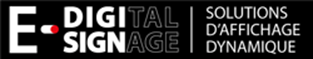 E-DIGITAL
SIGNAGE
SOLUTIONS
D'AFFICHAGE
DYNAMIQUE